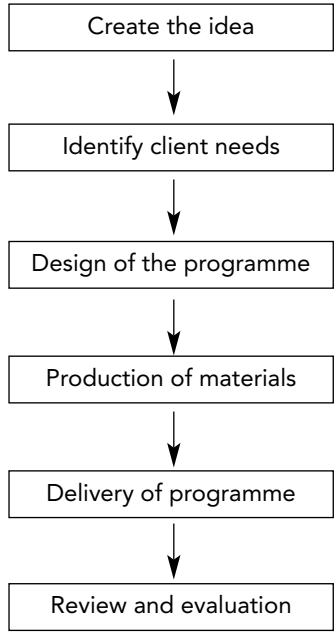 Create the idea
Identify client needs
Design of the programme
Production of materials
Delivery of programme
Review and evaluation